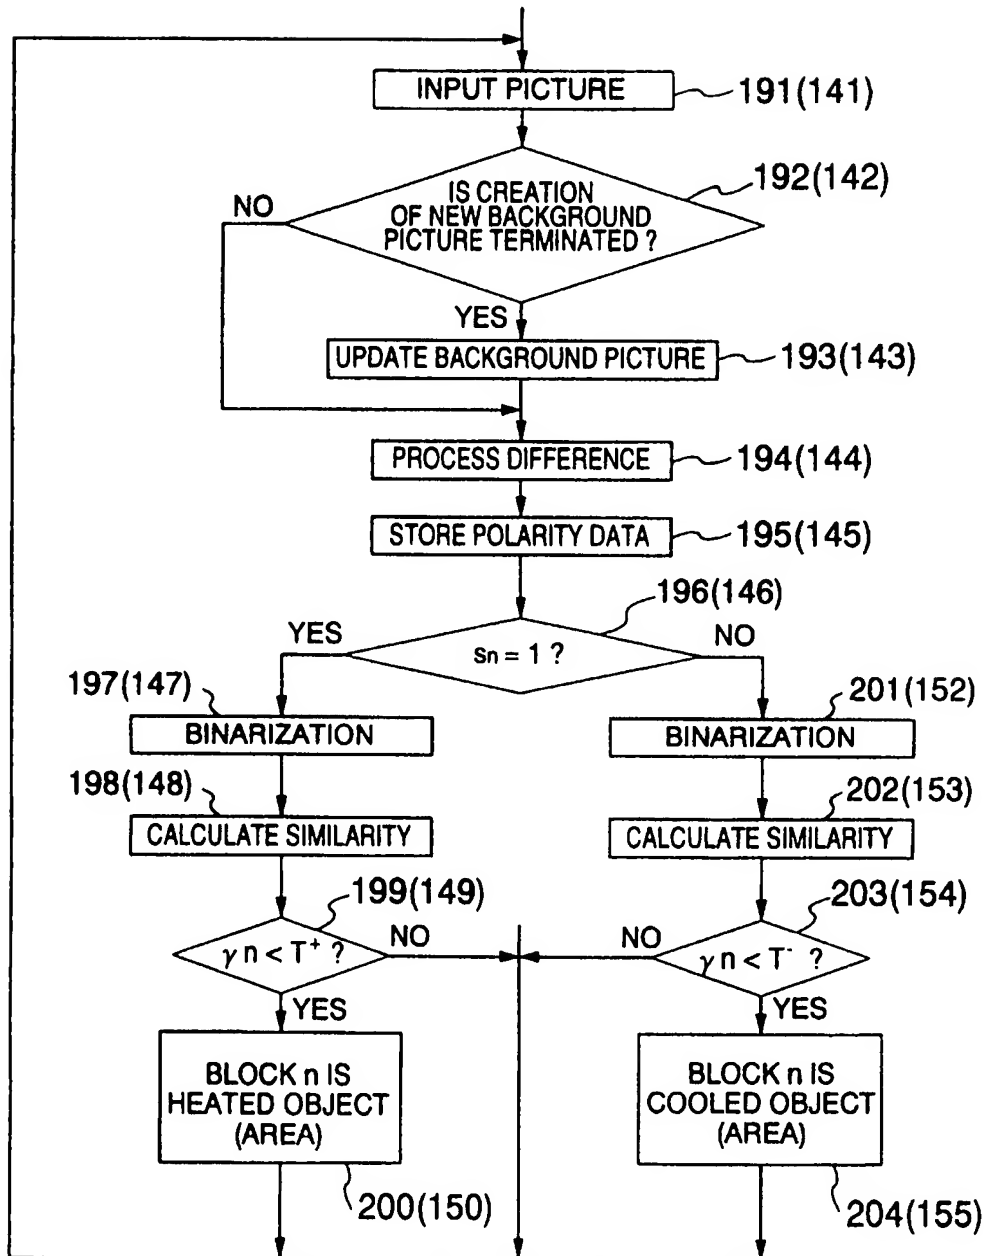 INPUT PICTURE
191(141)
IS CREATION
OF NEW BACKGROUND
PICTURE TERMINATED ?
192(142)
NO
YES
UPDATE BACKGROUND PICTURE
193(143)
PROCESS DIFFERENCE
194(144)
STORE POLARITY DATA
195(145)
196(146)
YES
sn = 1 ?
NO
197(147)
BINARIZATION
201(152)
BINARIZATION
198(148)
CALCULATE SIMILARITY
202(153)
CALCULATE SIMILARITY
199(149)
γ n < T⁺ ?
NO
203(154)
NO
γ n < T⁻ ?
YES
YES
BLOCK n IS
HEATED OBJECT
(AREA)
200(150)
BLOCK n IS
COOLED OBJECT
(AREA)
204(155)